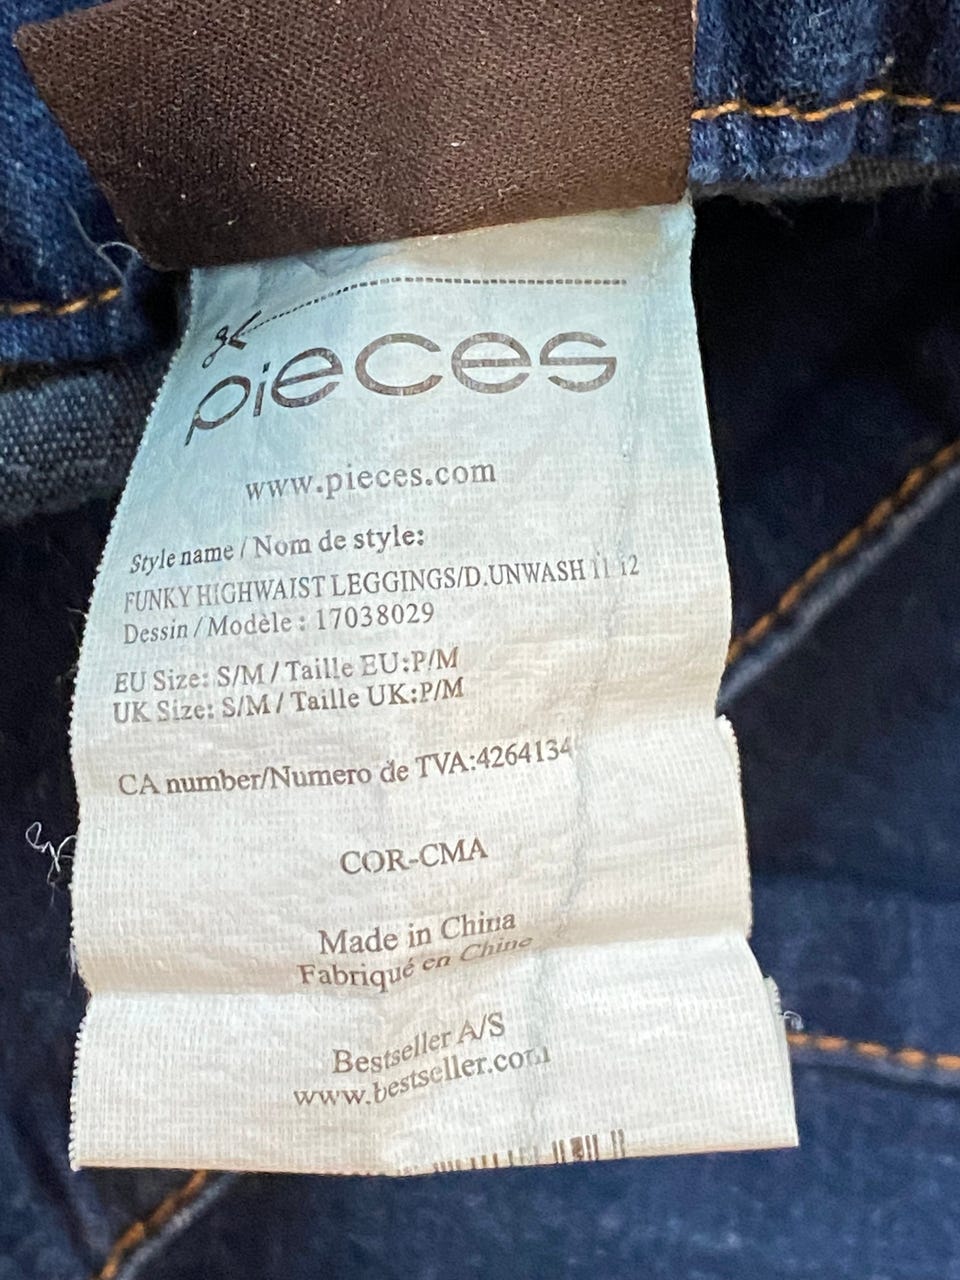 pieces
www.pieces.com
Style name / Nom de style:
FUNKY HIGHWAIST LEGGINGS/D.UNWASH
Dessin / Modèle : 17038029
EU Size: S/M / Taille EU:P/M
UK Size: S/M / Taille UK:P/M
CA number/Numero de TVA:4264134
COR-CMA
Made in China
Fabriqué en Chine
Bestseller A/S
www.bestseller.com